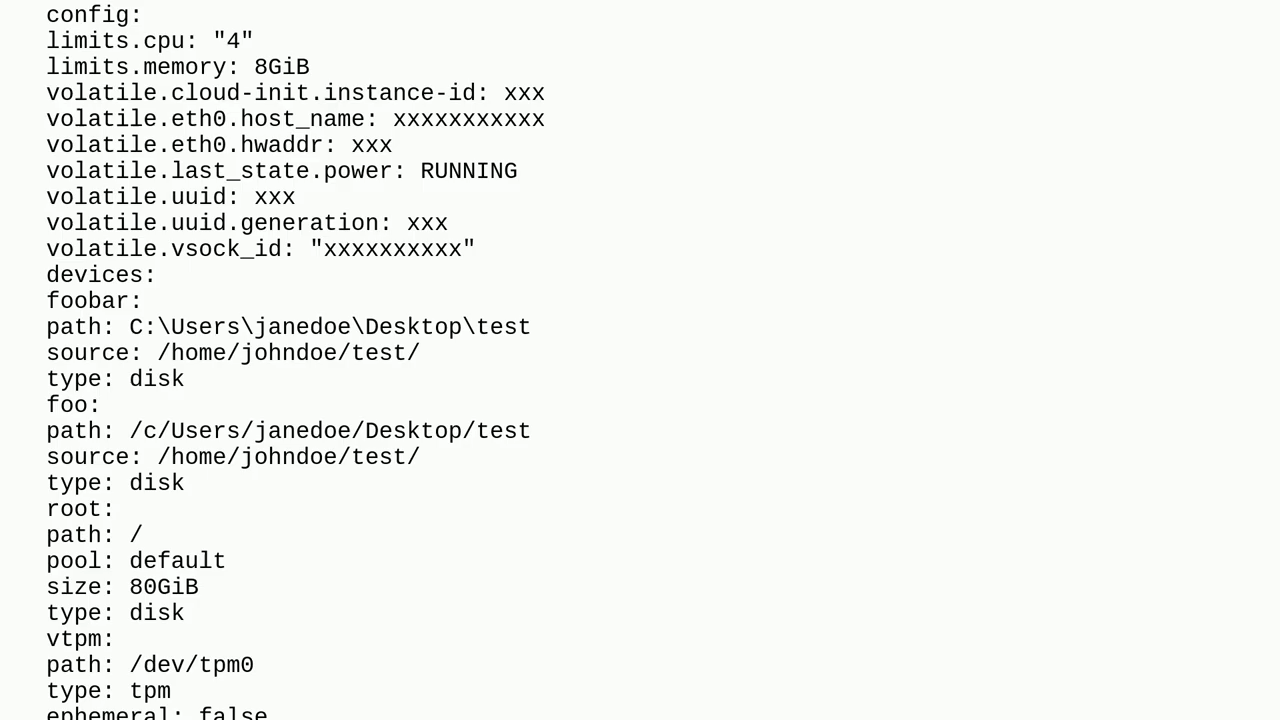 config:
limits.cpu: "4"
limits.memory: 8GiB
volatile.cloud-init.instance-id: xxx
volatile.eth0.host_name: xxxxxxxxxxx
volatile.eth0.hwaddr: xxx
volatile.last_state.power: RUNNING
volatile.uuid: xxx
volatile.uuid.generation: xxx
volatile.vsock_id: "xxxxxxxxxx"
devices:
foobar:
path: C:\Users\janedoe\Desktop\test
source: /home/johndoe/test/
type: disk
foo:
path: /c/Users/janedoe/Desktop/test
source: /home/johndoe/test/
type: disk
root:
path: /
pool: default
size: 80GiB
type: disk
vtpm:
path: /dev/tpm0
type: tpm
ephemeral: false